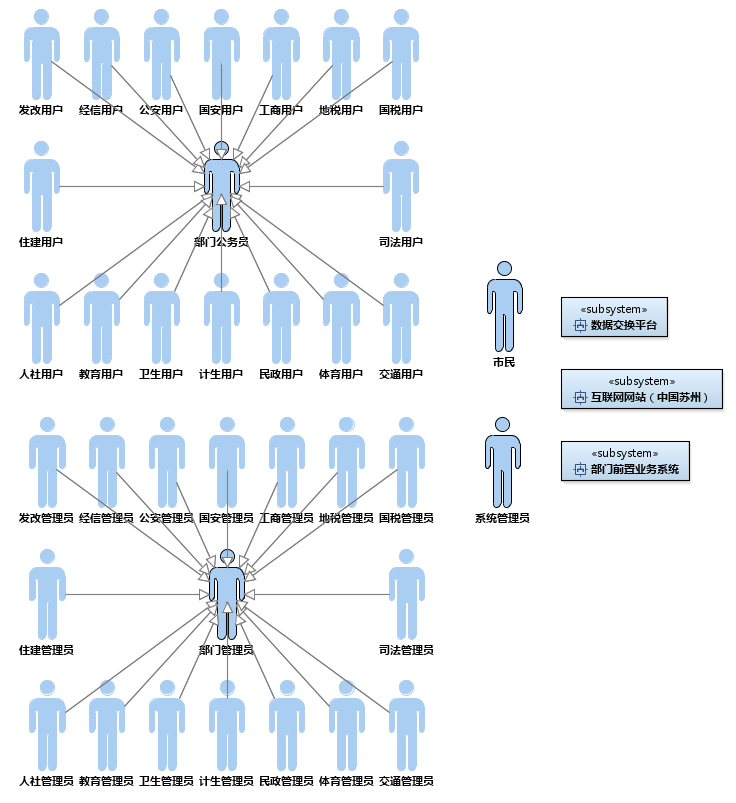 发改用户
经信用户
公安用户
国安用户
工商用户
地税用户
国税用户
住建用户
部门公务员
司法用户
人社用户
教育用户
卫生用户
计生用户
民政用户
体育用户
交通用户
市民
«subsystem»
数据交换平台
«subsystem»
互联网网站（中国苏州）
«subsystem»
部门前置业务系统
系统管理员
发改管理员
经信管理员
公安管理员
国安管理员
工商管理员
地税管理员
国税管理员
住建管理员
部门管理员
司法管理员
人社管理员
教育管理员
卫生管理员
计生管理员
民政管理员
体育管理员
交通管理员